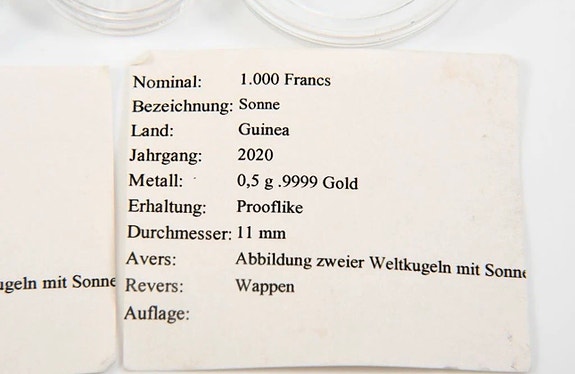 Nominal: 1.000 Francs
Bezeichnung: Sonne
Land: Guinea
Jahrgang: 2020
Metall: 0,5 g .9999 Gold
Erhaltung: Prooflike
Durchmesser: 11 mm
Avers: Abbildung zweier Weltkugeln mit Sonne
Revers: Wappen
Auflage:
ugeln mit Sonne